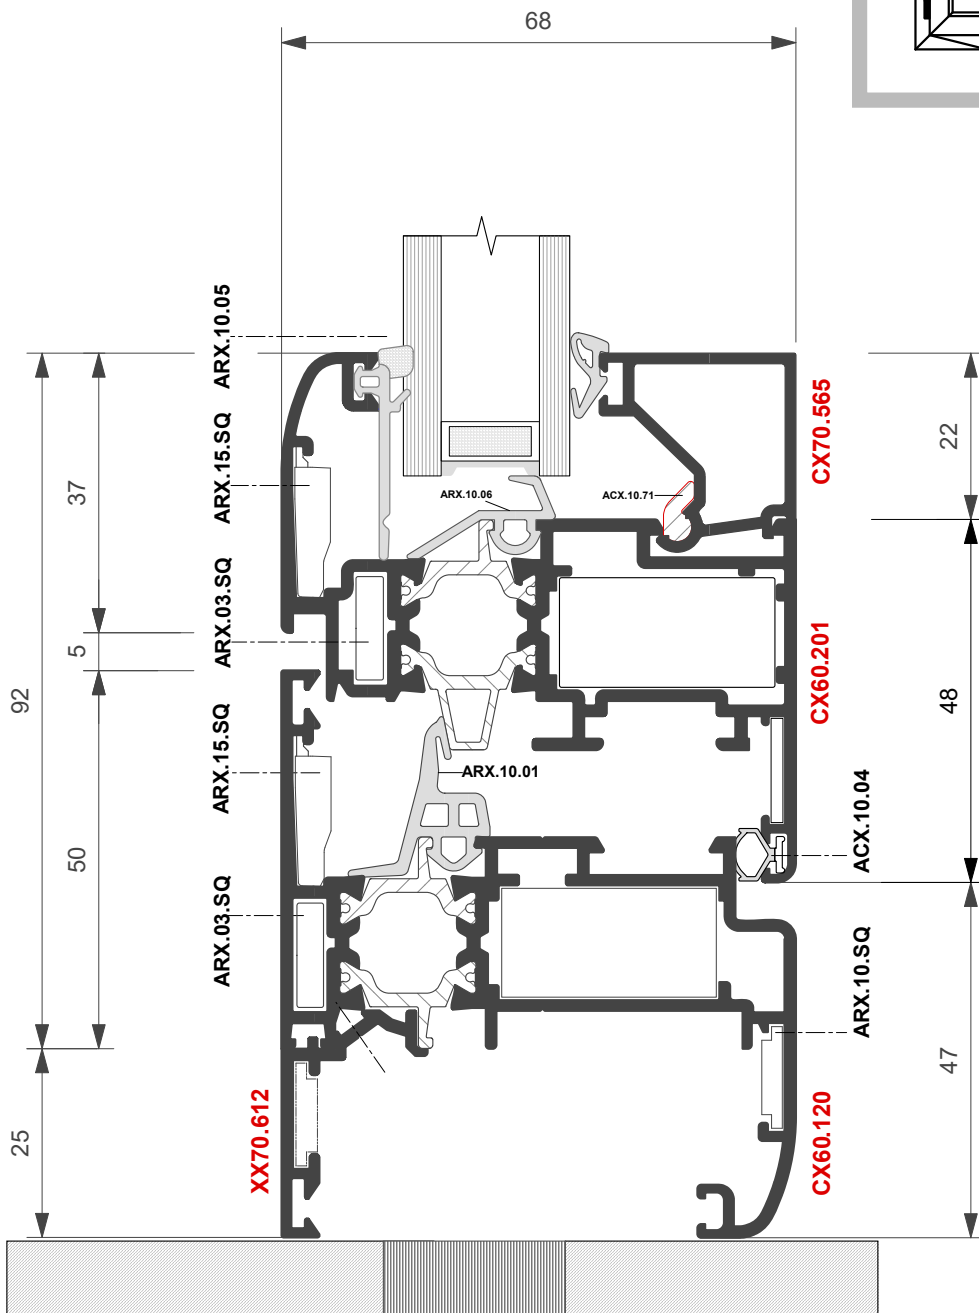 68
ARX.10.05
ARX.15.SQ
CX70.565
22
37
ARX.10.06
ACX.10.71
ARX.03.SQ
5
CX60.201
92
48
ARX.15.SQ
ARX.10.01
ACX.10.04
50
ARX.03.SQ
ARX.10.SQ
47
25
XX70.612
CX60.120